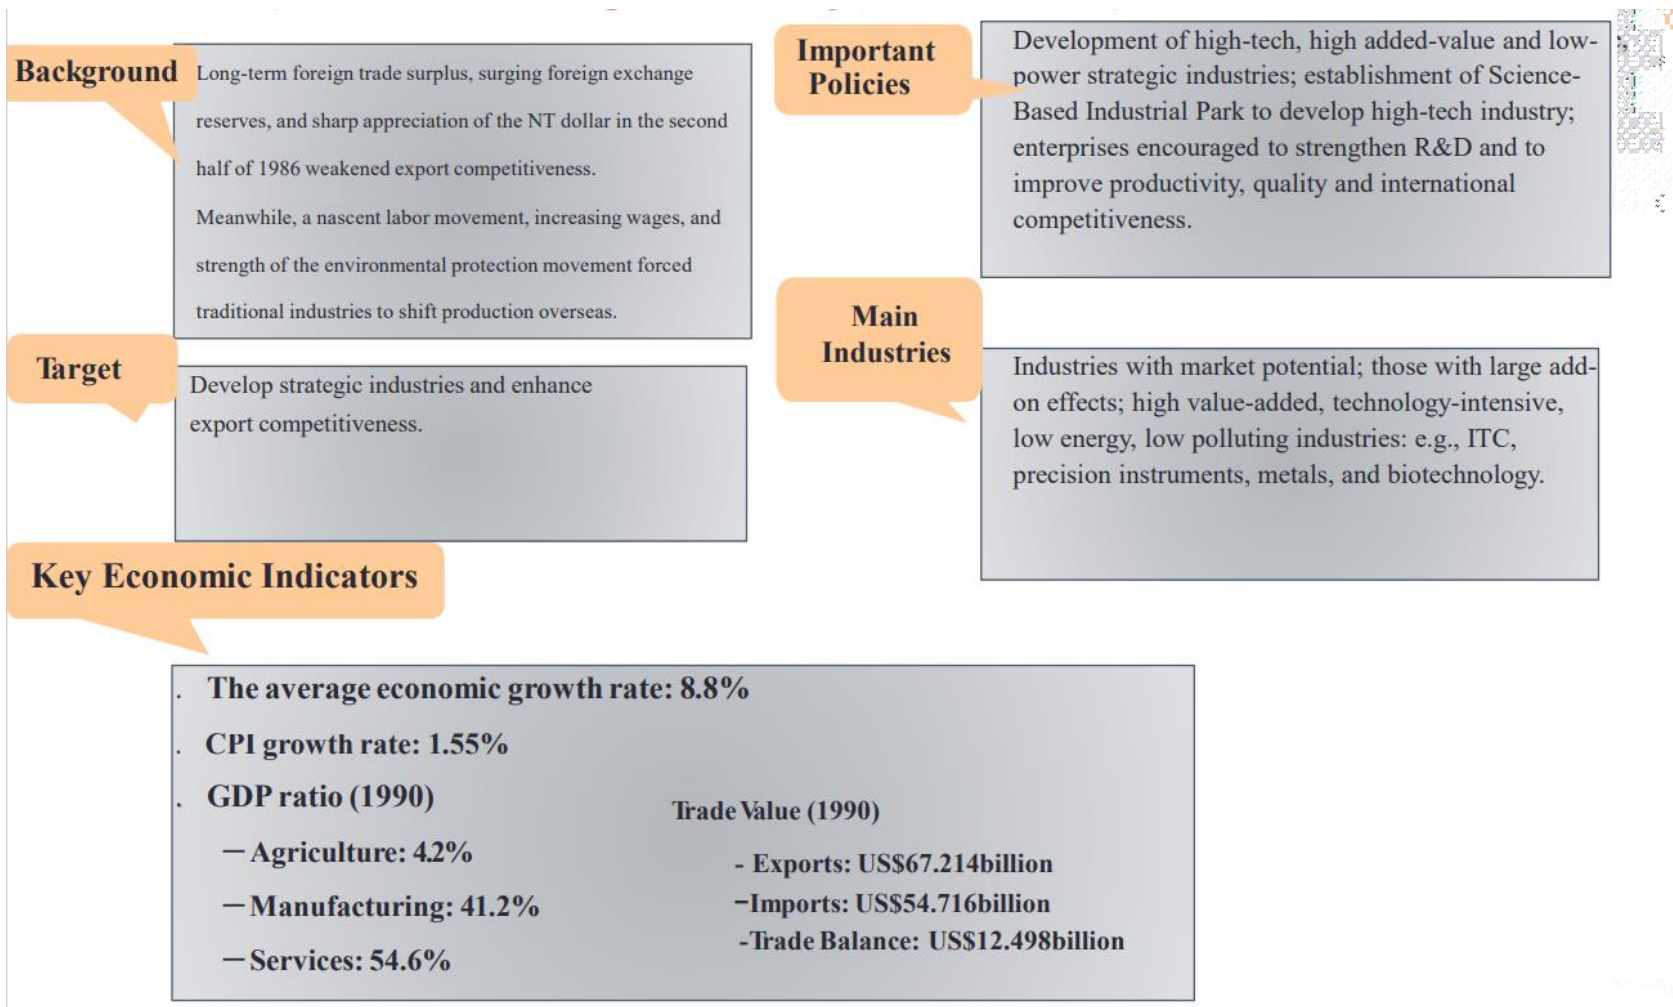 Background
Long-term foreign trade surplus, surging foreign exchange
reserves, and sharp appreciation of the NT dollar in the second
half of 1986 weakened export competitiveness.
Meanwhile, a nascent labor movement, increasing wages, and
strength of the environmental protection movement forced
traditional industries to shift production overseas.
Target
Develop strategic industries and enhance
export competitiveness.
Important
Policies
Development of high-tech, high added-value and low-
power strategic industries; establishment of Science-
Based Industrial Park to develop high-tech industry;
enterprises encouraged to strengthen R&D and to
improve productivity, quality and international
competitiveness.
Main
Industries
Industries with market potential; those with large add-
on effects; high value-added, technology-intensive,
low energy, low polluting industries: e.g., ITC,
precision instruments, metals, and biotechnology.
Key Economic Indicators
. The average economic growth rate: 8.8%
. CPI growth rate: 1.55%
. GDP ratio (1990)
– Agriculture: 4.2%
– Manufacturing: 41.2%
– Services: 54.6%
Trade Value (1990)
- Exports: US$67.214billion
-Imports: US$54.716billion
-Trade Balance: US$12.498billion